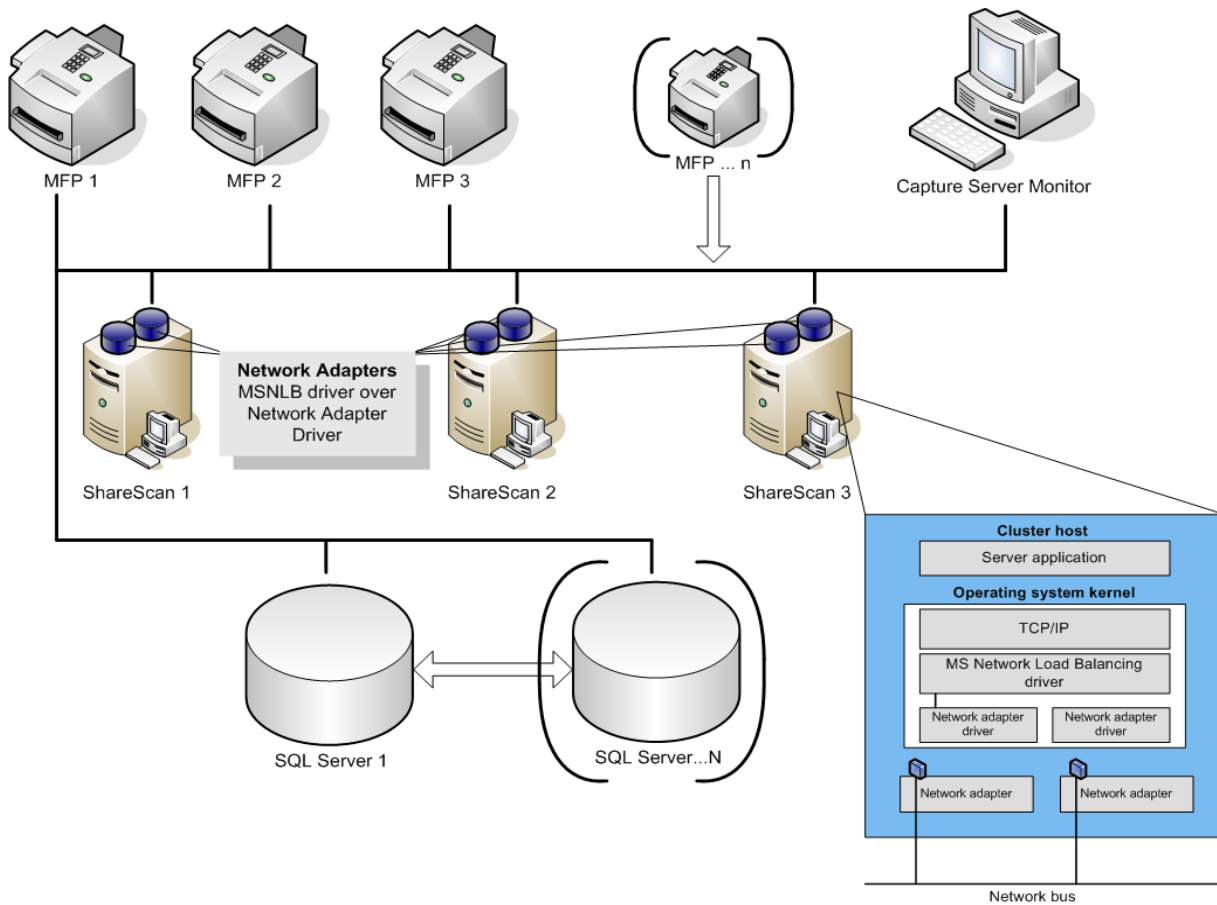 MFP 1
MFP 2
MFP 3
MFP ... n
Capture Server Monitor
Network Adapters
MSNLB driver over
Network Adapter
Driver
ShareScan 1
ShareScan 2
ShareScan 3
Cluster host
Server application
Operating system kernel
TCP/IP
MS Network Load Balancing
driver
Network adapter
driver
Network adapter
driver
Network adapter
Network adapter
Network bus
SQL Server 1
SQL Server...N